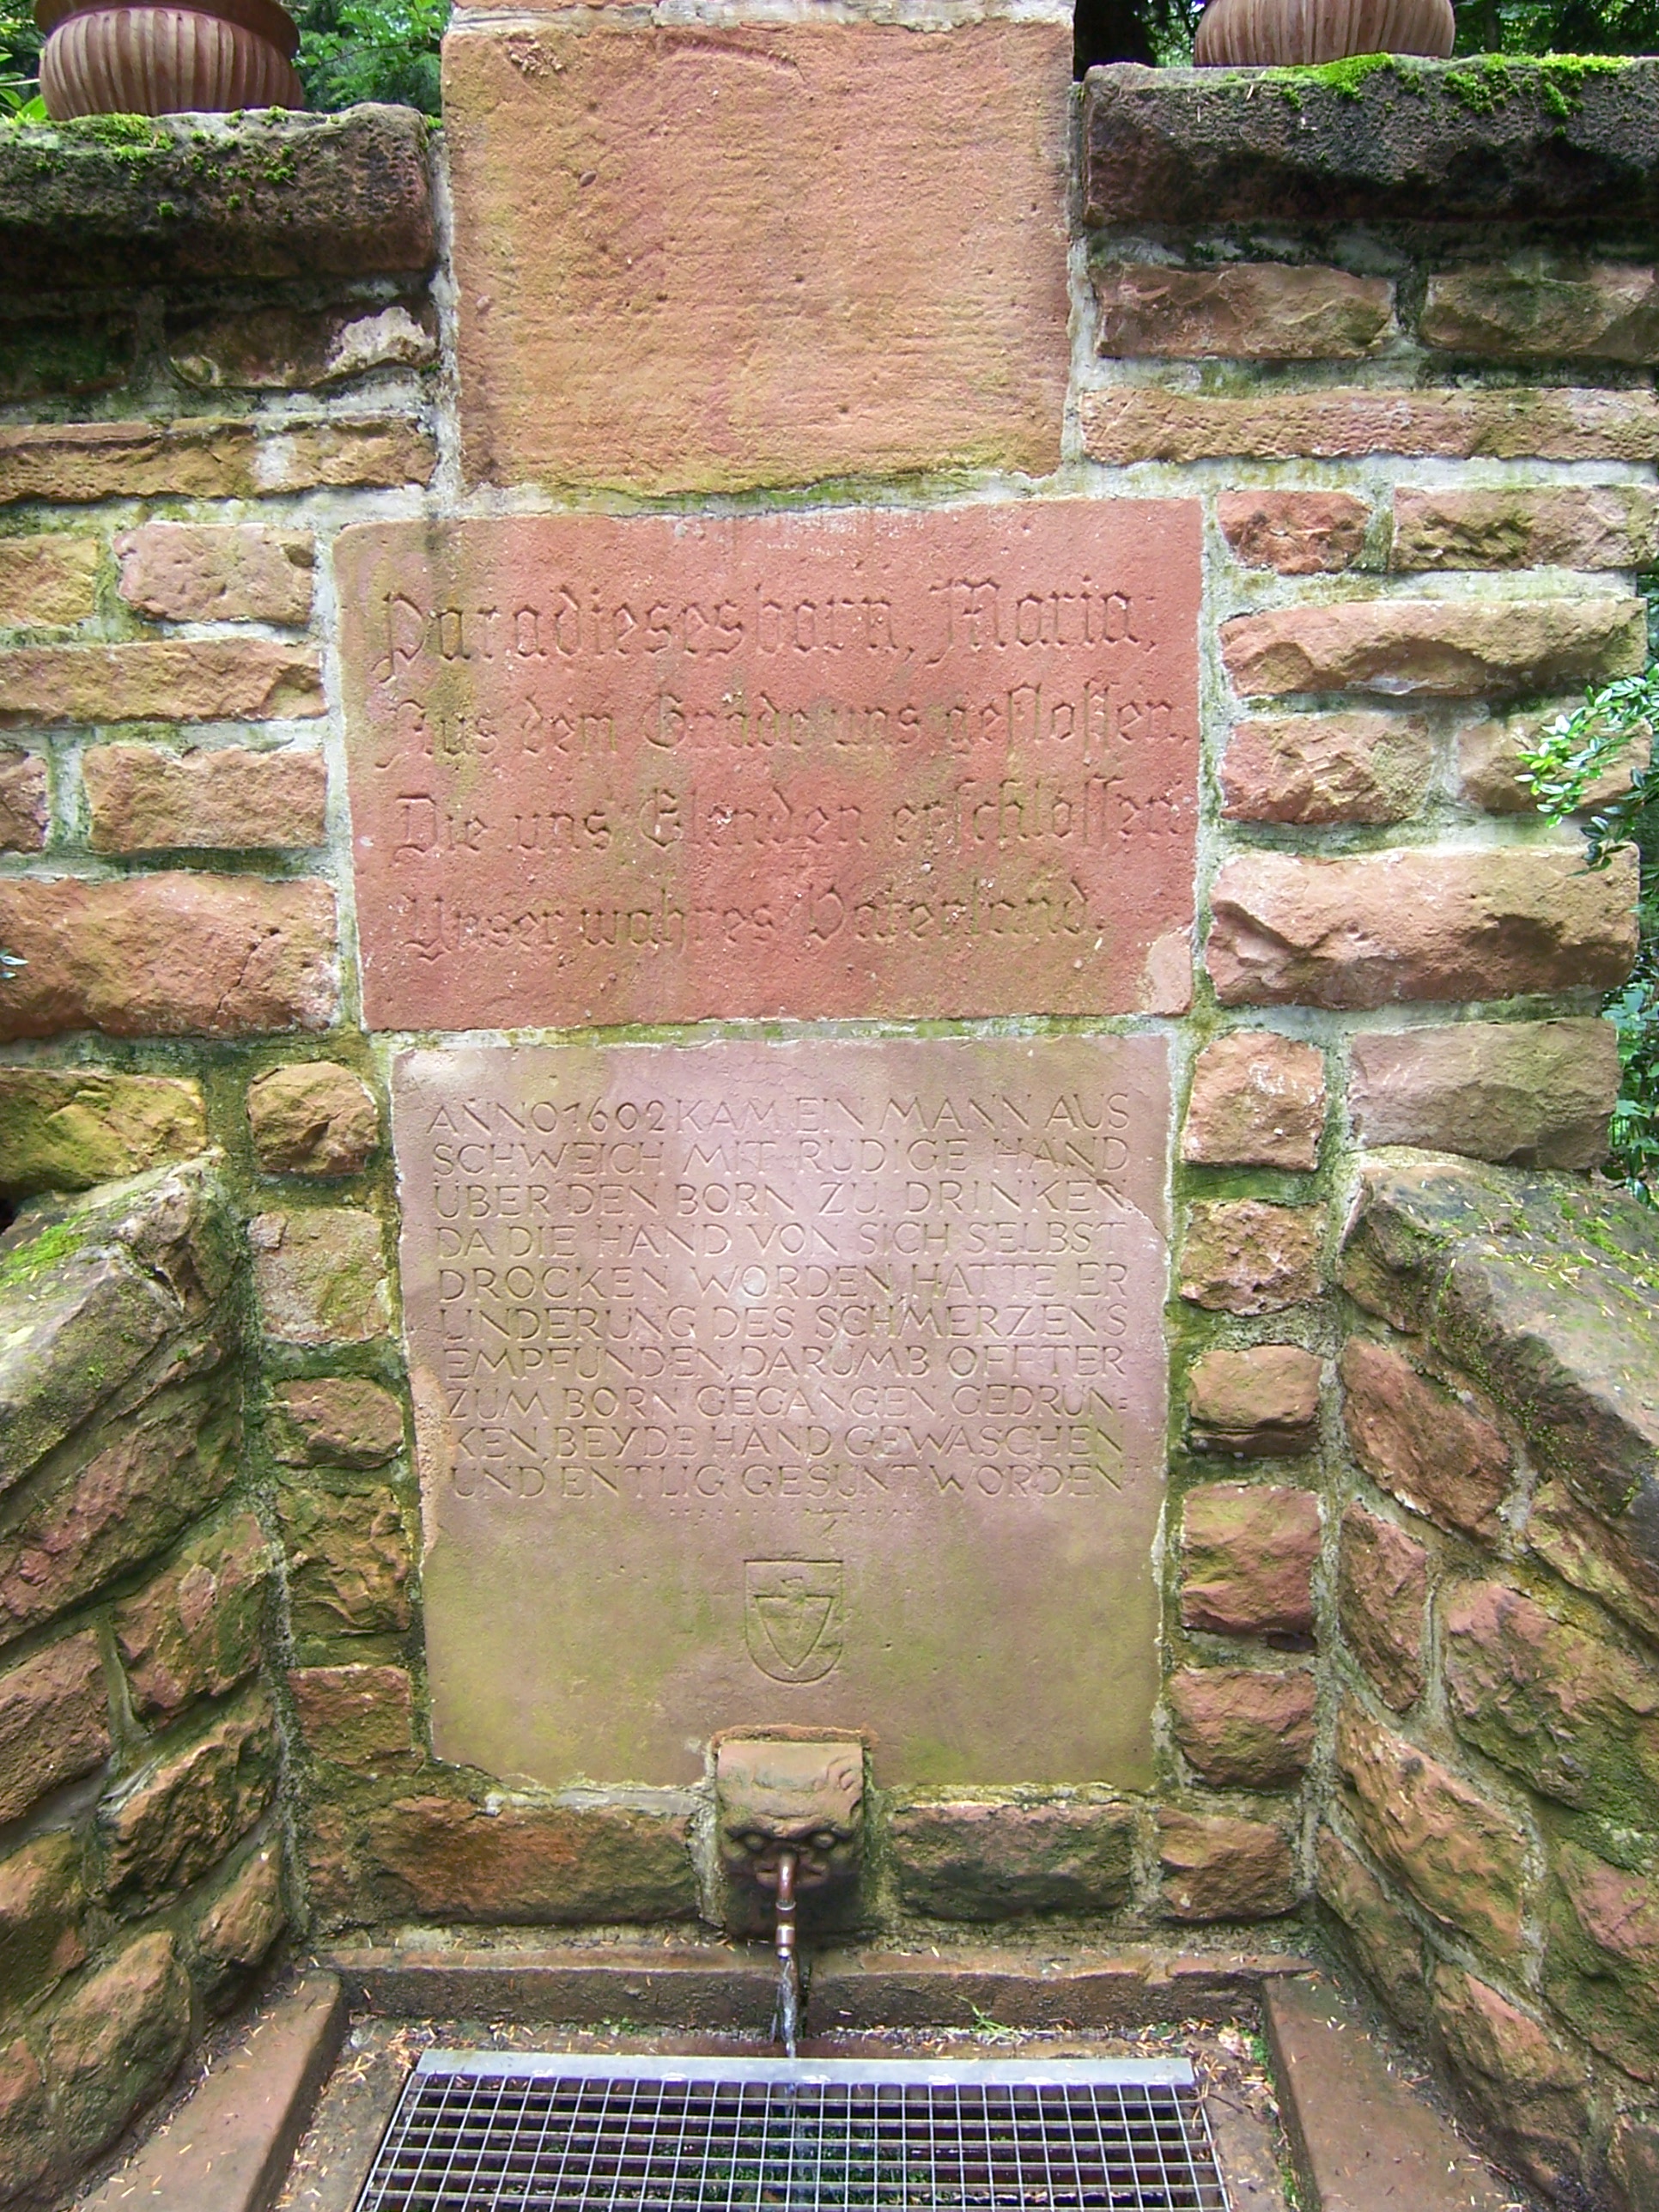 Paradiesesborn, Maria,
Aus dem Gnade uns geflossen,
Die uns Elenden erschlossen
Unser wahres Vaterland.
ANNO 1602 KAM EIN MANN AUS
SCHWEICH MIT RUDIGE HAND
ÜBER DEN BORN ZU DRINKEN
DA DIE HAND VON SICH SELBST
DROCKEN WORDEN, HATTE ER
LINDERUNG DES SCHMERZENS
EMPFUNDEN, DARUMB OFFTER
ZUM BORN GEGANGEN, GEDRUN=
KEN, BEYDE HÄND GEWASCHEN
UND ENTLIG GESUNT WORDEN